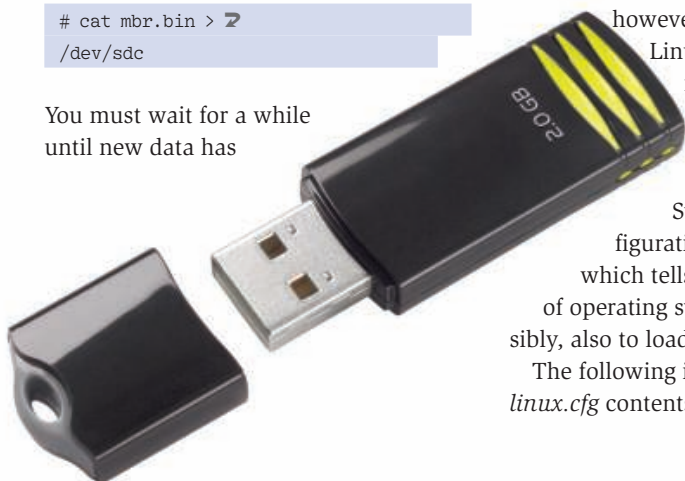 # cat mbr.bin >
/dev/sdc
You must wait for a while
until new data has
2.0GB
howeve
Lin
S
figurati
which tells
of operating s
sibly, also to load
The following i
linux.cfg content